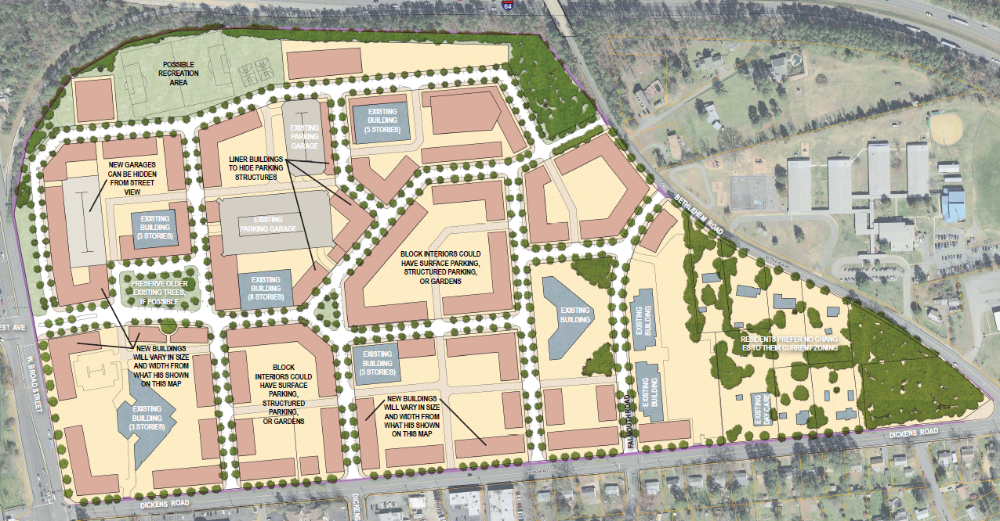 64
POSSIBLE
RECREATION
AREA
EXISTING
BUILDING
(5 STORIES)
EXISTING
PARKING
GARAGE
LINER BUILDINGS
TO HIDE PARKING
STRUCTURES
NEW GARAGES
CAN BE HIDDEN
FROM STREET
VIEW
EXISTING
BUILDING
(5 STORIES)
EXISTING
PARKING GARAGE
BETHLEHEM ROAD
BLOCK INTERIORS COULD
HAVE SURFACE PARKING,
STRUCTURED PARKING,
OR GARDENS
PRESERVE OLDER
EXISTING TREES,
IF POSSIBLE
EXISTING
BUILDING
(8 STORIES)
EXISTING
BUILDING
EXISTING
BUILDING
RESIDENTS PREFER NO CHANG-
ES TO THEIR CURRENT ZONING
EST AVE
W. BROAD STREET
NEW BUILDINGS
WILL VARY IN SIZE
AND WIDTH FROM
WHAT HIS SHOWN
ON THIS MAP
BLOCK
INTERIORS COULD
HAVE SURFACE
PARKING,
STRUCTURED
PARKING,
OR GARDENS
EXISTING
BUILDING
(5 STORIES)
EXISTING
BUILDING
(3 STORIES)
NEW BUILDINGS
WILL VARY IN SIZE
AND WIDTH FROM
WHAT HIS SHOWN
ON THIS MAP
EXISTING
BUILDING
FALMOUTH ROAD
EXISTING
DAY CARE
DICKENS ROAD
DICKENS ROAD
DICKENS